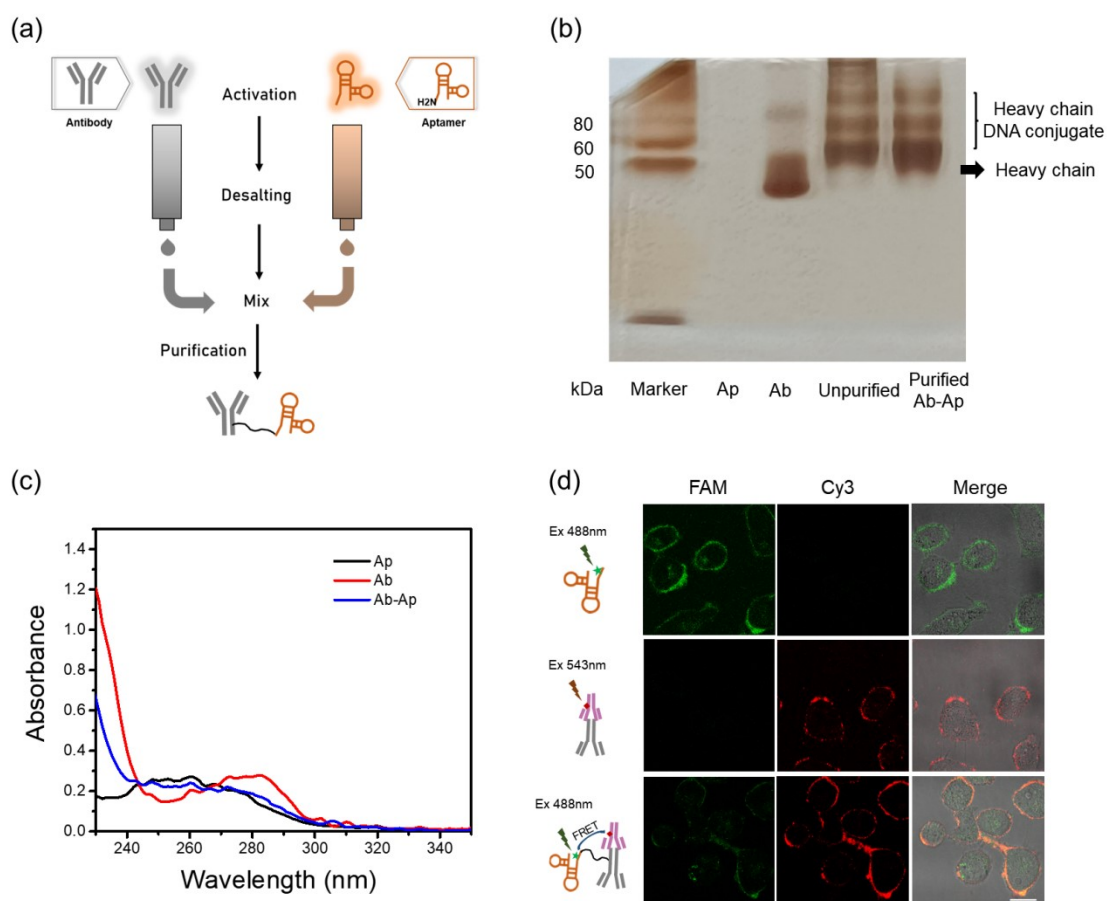 (a)
Antibody
Activation
H2N
Aptamer
Desalting
Mix
Purification
(b)
80
60
50
Heavy chain
DNA conjugate
Heavy chain
kDa
Marker
Ap
Ab
Unpurified
Purified
Ab-Ap
(c)
Absorbance
1.4
1.2
1.0
0.8
0.6
0.4
0.2
0.0
Ap
Ab
Ab-Ap
240
260
280
300
320
340
Wavelength (nm)
(d)
FAM
Cy3
Merge
Ex 488nm
Ex 543nm
Ex 488nm
FRET